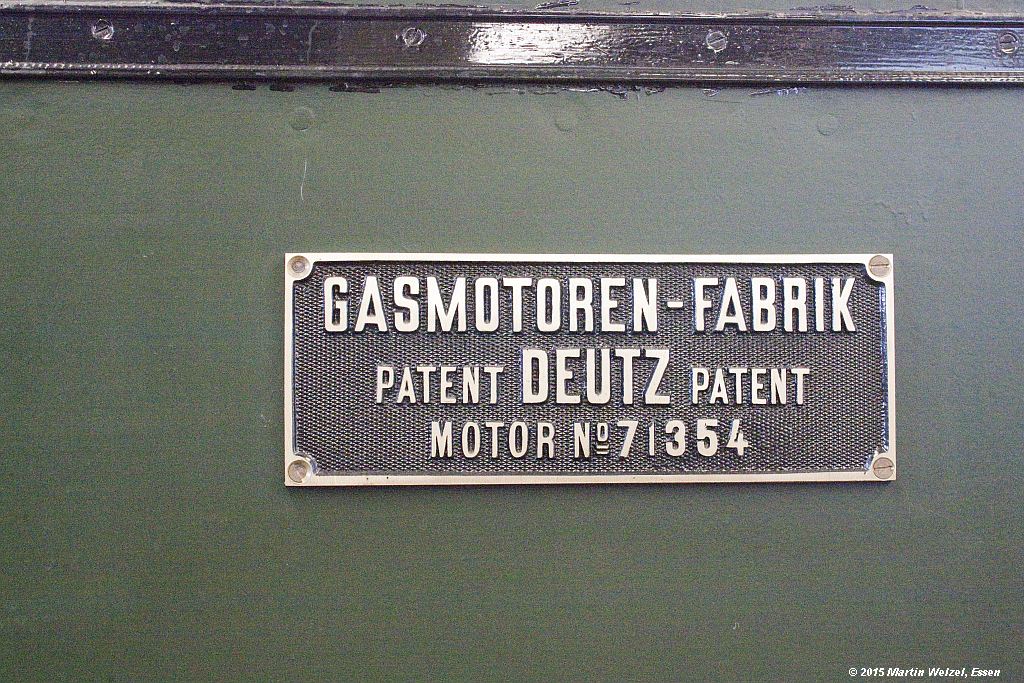 GASMOTOREN-FABRIK
PATENT DEUTZ PATENT
MOTOR Nº 71354
© 2015 Martin Welzel, Essen